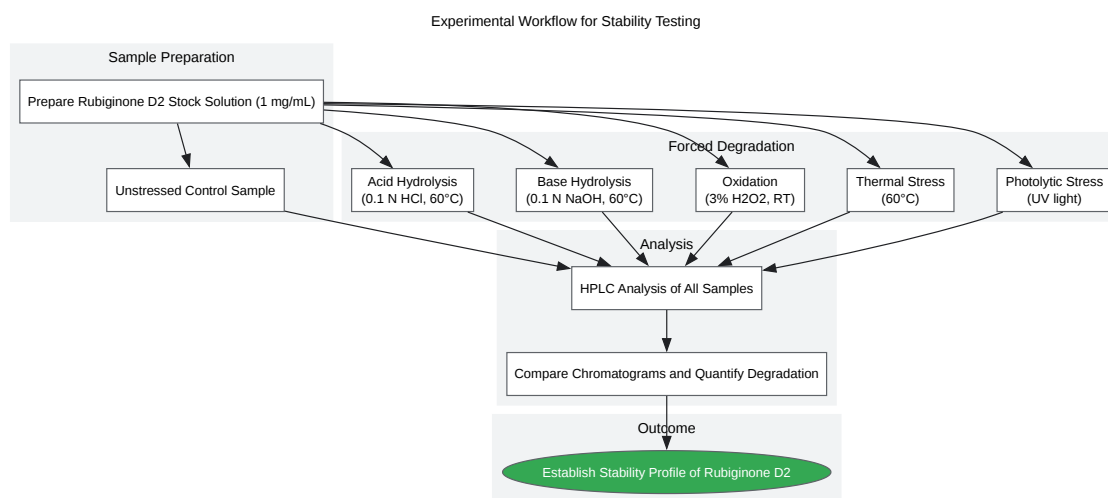 Experimental Workflow for Stability Testing
Sample Preparation
Prepare Rubiginone D2 Stock Solution (1 mg/mL)
Unstressed Control Sample
Forced Degradation
Acid Hydrolysis
(0.1 N HCl, 60°C)
Base Hydrolysis
(0.1 N NaOH, 60°C)
Oxidation
(3% H2O2, RT)
Thermal Stress
(60°C)
Photolytic Stress
(UV light)
Analysis
HPLC Analysis of All Samples
Compare Chromatograms and Quantify Degradation
Outcome
Establish Stability Profile of Rubiginone D2